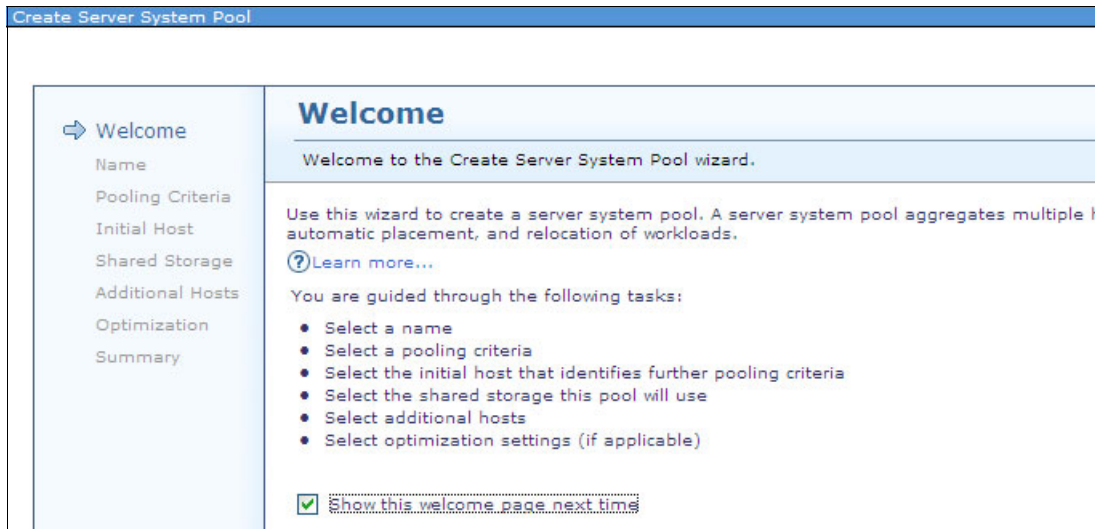 Create Server System Pool
Welcome
Name
Pooling Criteria
Initial Host
Shared Storage
Additional Hosts
Optimization
Summary
Welcome
Welcome to the Create Server System Pool wizard.
Use this wizard to create a server system pool. A server system pool aggregates multiple
automatic placement, and relocation of workloads.
?Learn more...
You are guided through the following tasks:
• Select a name
• Select a pooling criteria
• Select the initial host that identifies further pooling criteria
• Select the shared storage this pool will use
• Select additional hosts
• Select optimization settings (if applicable)
Show this welcome page next time